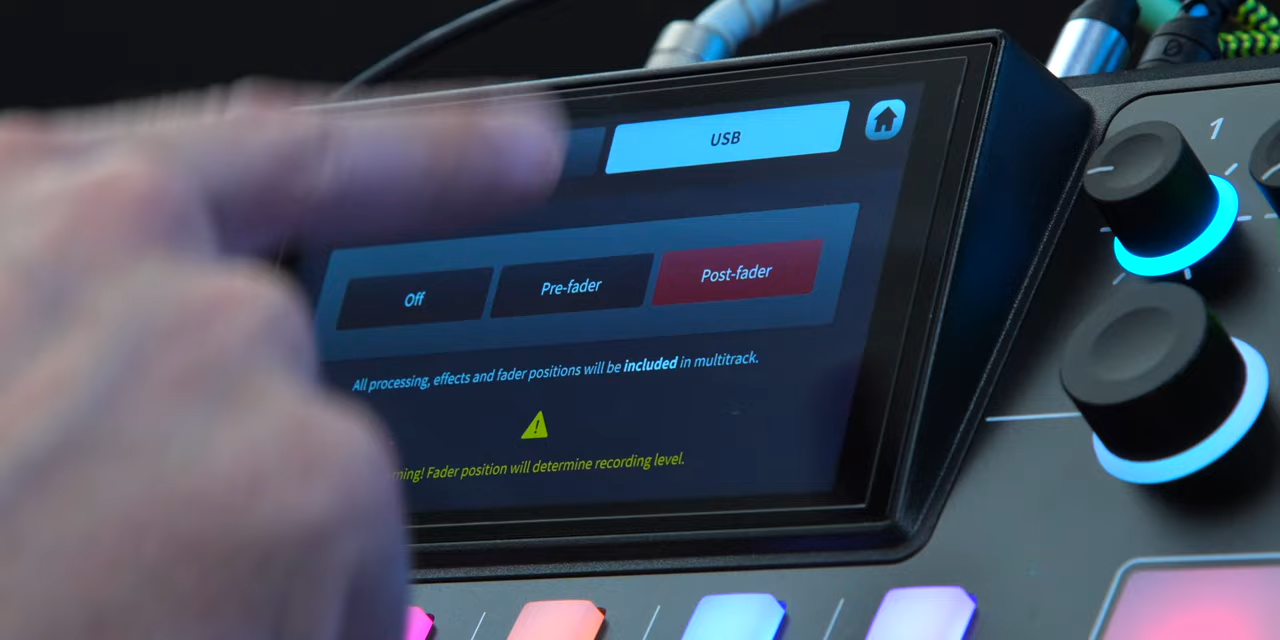 USB
1
Off
Pre-fader
Post-fader
All processing, effects and fader positions will be included in multitrack.
Fader position will determine recording level.